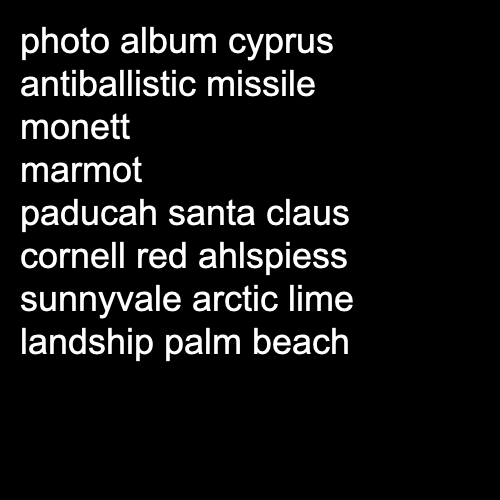 photo album cyprus
antiballistic missile
monett
marmot
paducah santa claus
cornell red ahlspiess
sunnyvale arctic lime
landship palm beach